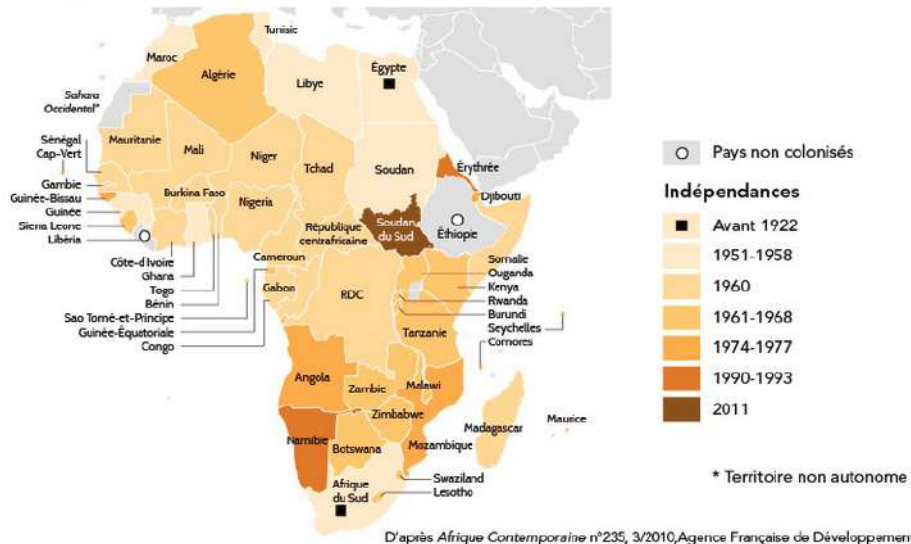 Tunisie
Maroc
Algérie
Libye
Égypte
Sahara
Occidental*
Mauritanie
Mali
Niger
Tchad
Soudan
Érythrée
Djibouti
Sénégal
Cap-Vert
Gambie
Guinée-Bissau
Guinée
Sierra Leone
Libéria
Burkina Faso
Nigeria
République
centrafricaine
Soudan
du Sud
Éthiopie
Côte-d'Ivoire
Ghana
Togo
Bénin
Sao Tomé-et-Principe
Guinée-Équatoriale
Congo
Cameroun
Gabon
RDC
Somalie
Ouganda
Kenya
Rwanda
Burundi
Seychelles
Comores
Tanzanie
Angola
Zambie
Malawi
Zimbabwe
Mozambique
Madagascar
Maurice
Namibie
Botswana
Swaziland
Lesotho
Afrique
du Sud
Pays non colonisés
Indépendances
Avant 1922
1951-1958
1960
1961-1968
1974-1977
1990-1993
2011
* Territoire non autonome
D'après Afrique Contemporaine n°235, 3/2010,Agence Française de Développement